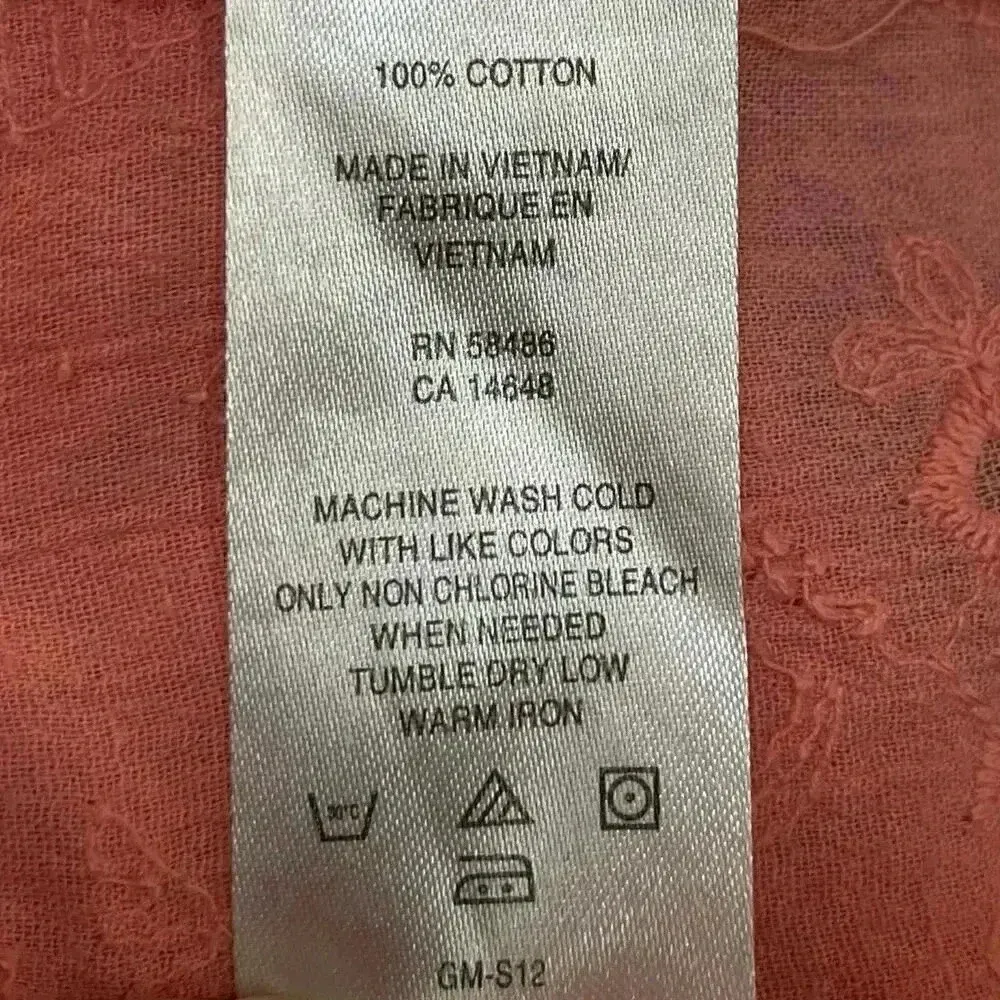 100% COTTON
MADE IN VIETNAM/
FABRIQUE EN
VIETNAM
RN 58486
CA 14648
MACHINE WASH COLD
WITH LIKE COLORS
ONLY NON CHLORINE BLEACH
WHEN NEEDED
TUMBLE DRY LOW
WARM IRON
30°C
GM-S12